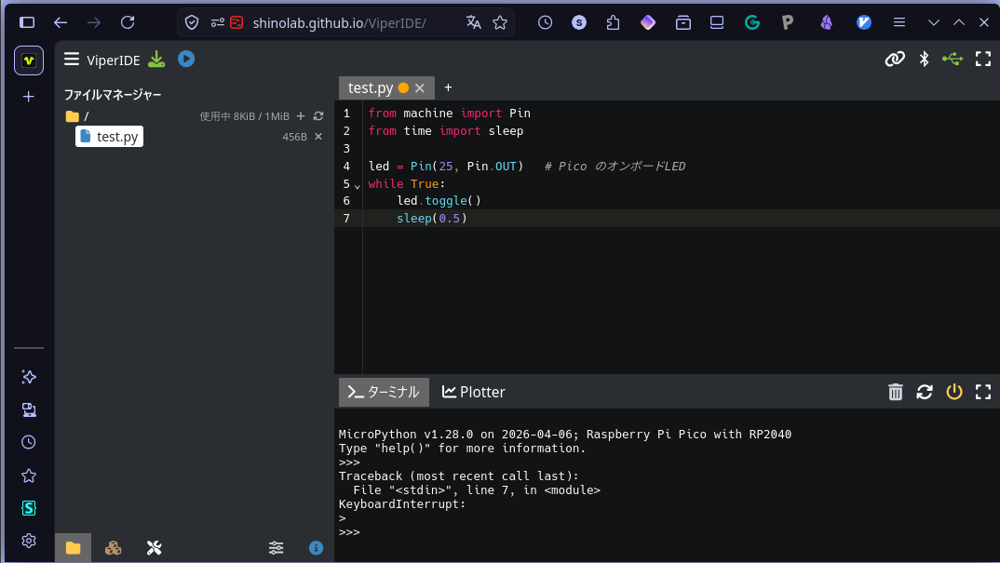 shinolab.github.io/ViperIDE/
ViperIDE
ファイルマネージャー
/
使用中 8KiB / 1MiB
test.py
456B
test.py
1 from machine import Pin
2 from time import sleep
3
4 led = Pin(25, Pin.OUT)   # Pico のオンボードLED
5 while True:
6     led.toggle()
7     sleep(0.5)
ターミナル
Plotter
MicroPython v1.28.0 on 2026-04-06; Raspberry Pi Pico with RP2040
Type "help()" for more information.
>>>
Traceback (most recent call last):
  File "<stdin>", line 7, in <module>
KeyboardInterrupt:
>
>>>